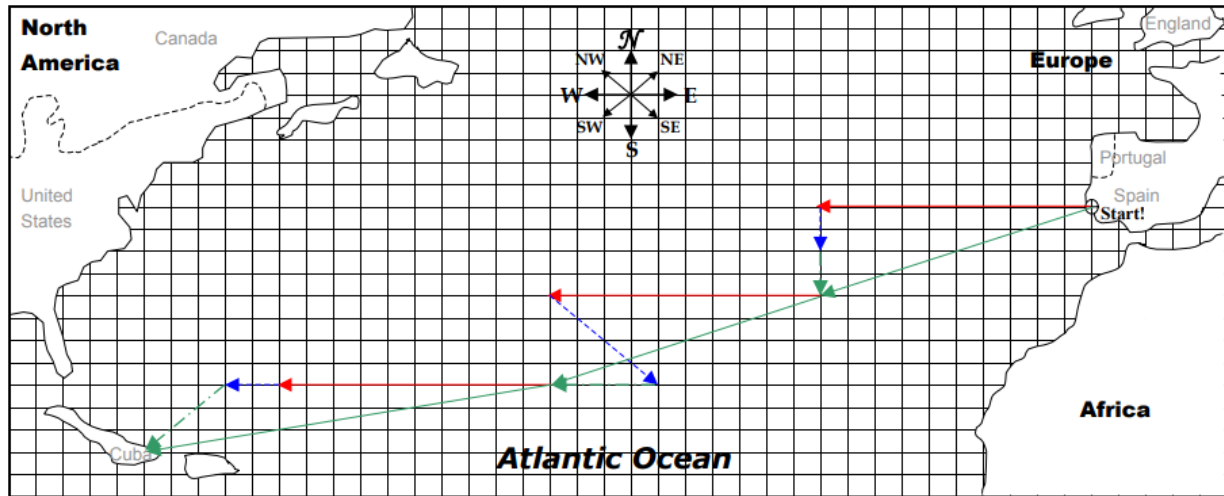 North
America
Canada
N
NW
NE
W
E
SW
SE
S
England
Europe
Portugal
Spain
Start!
United
States
Africa
Cuba
Atlantic Ocean